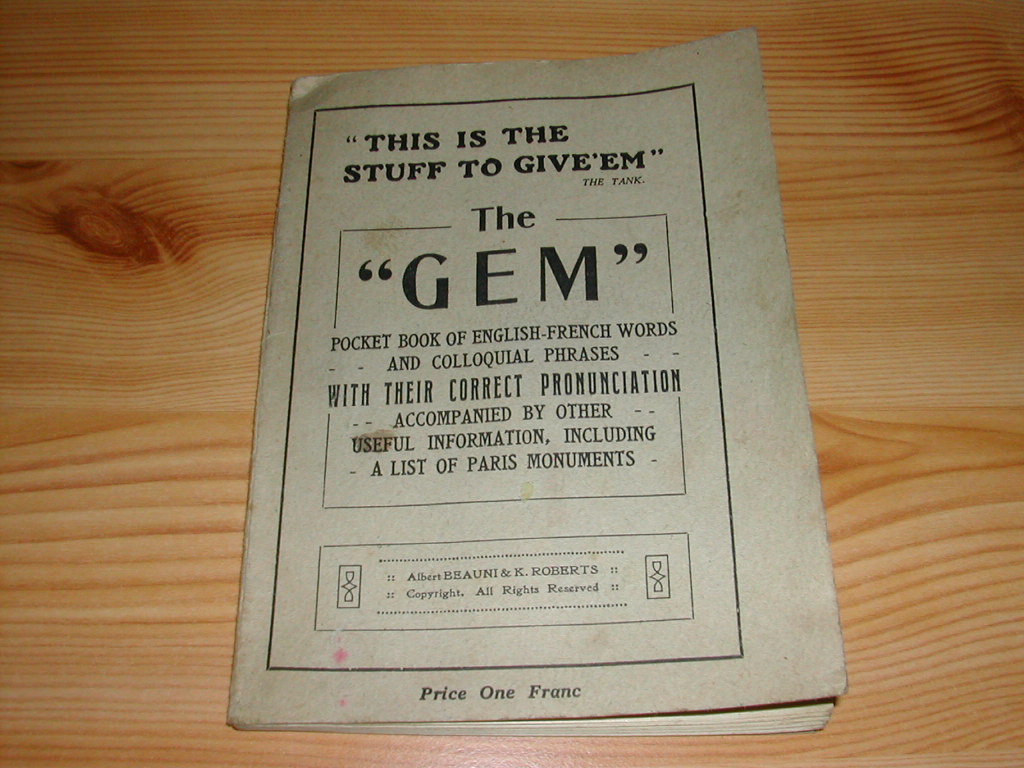 “THIS IS THE
STUFF TO GIVE'EM”
THE TANK.
The
“GEM”
POCKET BOOK OF ENGLISH-FRENCH WORDS
- - AND COLLOQUIAL PHRASES - -
WITH THEIR CORRECT PRONUNCIATION
-- ACCOMPANIED BY OTHER --
USEFUL INFORMATION, INCLUDING
- A LIST OF PARIS MONUMENTS -
:: Albert BEAUNI & K. ROBERTS ::
:: Copyright. All Rights Reserved ::
Price One Franc